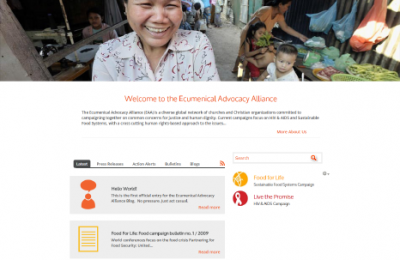 Welcome to the Ecumenical Advocacy Alliance
The Ecumenical Advocacy Alliance (EAA) is a global network of churches and Christian organizations committed to
campaigning together on common concerns for justice and human dignity. Current campaigns focus on HIV & AIDS and Sustainable
Food Systems, with a cross-cutting human rights-based approach to the issues...
More About Us
Latest Press Releases Action Alerts Bulletins Blogs
Search
Hello World!
This is the first official entry for the Ecumenical Advocacy
Alliance Blog. No pressure, just get
Read more
Food for Life
Sustainable Food Systems Campaign
Live the Promise
HIV & AIDS Campaign
Food For Life: Food campaign bulletin no. 1 / 2009
World conferences focus on the food crisis Partnering for
Food Security: United...
Read more